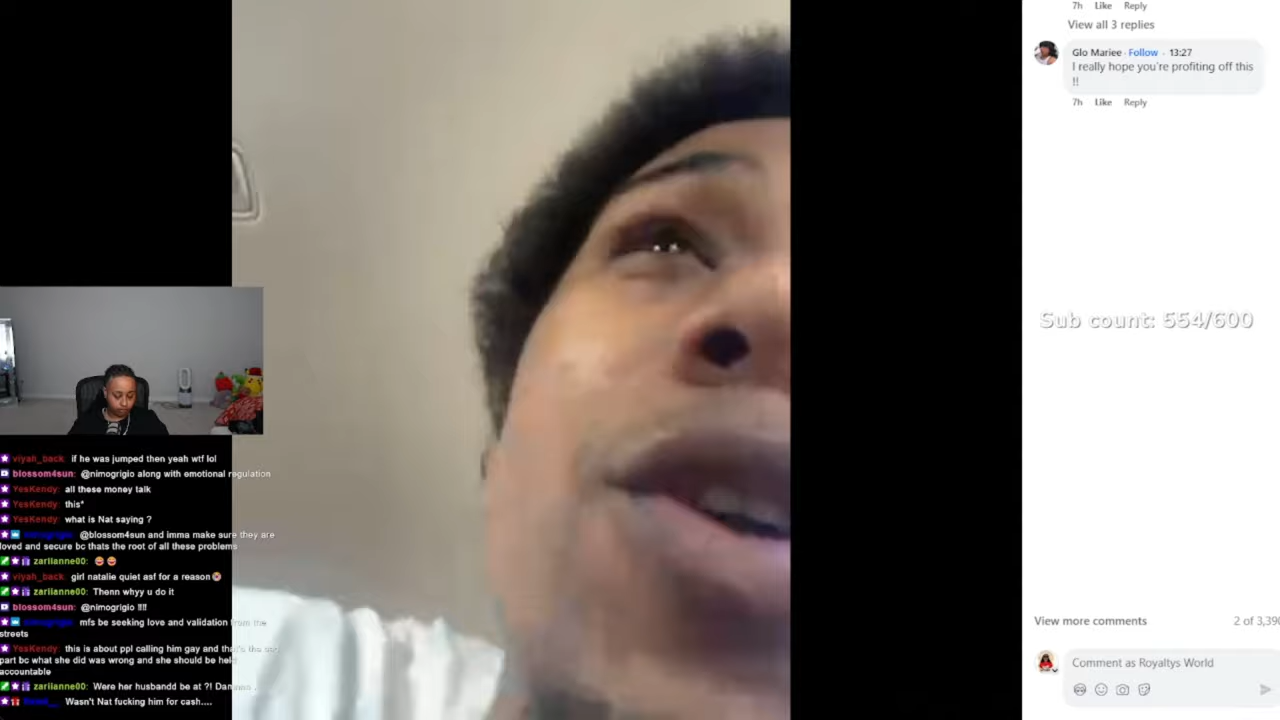 7h Like Reply
View all 3 replies
Glo Mariee · Follow · 13:27
I really hope you're profiting off this
!!
7h Like Reply
Sub count: 554/600
viyah_back: if he was jumped then yeah wtf lol
blossom4sun: @nimogrigio along with emotional regulation
YesKendy: all these money talk
YesKendy: this*
YesKendy: what is Nat saying ?
nimogrigio: @blossom4sun and imma make sure they are
loved and secure bc thats the root of all these problems
zarlianne00:
viyah_back: girl natalie quiet asf for a reason
zarlianne00: Thenn whyy u do it
blossom4sun: @nimogrigio !!!!
nimogrigio: mfs be seeking love and validation from the
streets
YesKendy: this is about ppl calling him gay and that's the
part bc what she did was wrong and she should be held
accountable
zarlianne00: Were her husbandd be at ?! Dam
Wasn't Nat fucking him for cash....
View more comments 2 of 3,390
Comment as Royaltys World